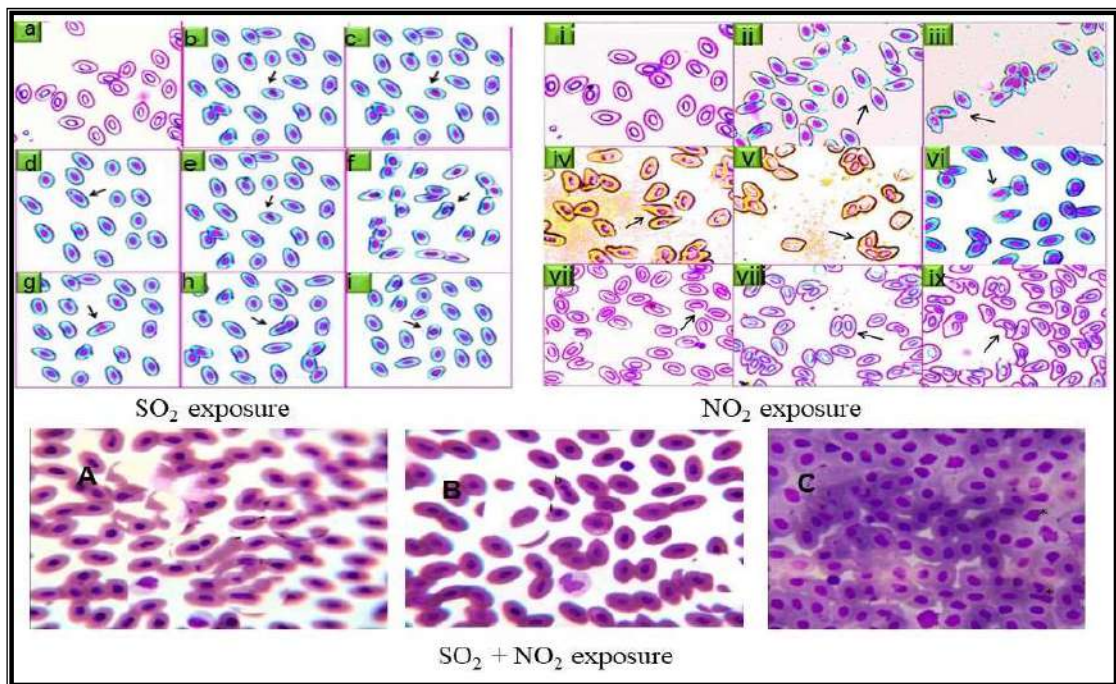 a b c i ii iii
d e f iv v vi
g h i vii viii ix
SO₂ exposure NO₂ exposure
A B C
SO₂ + NO₂ exposure